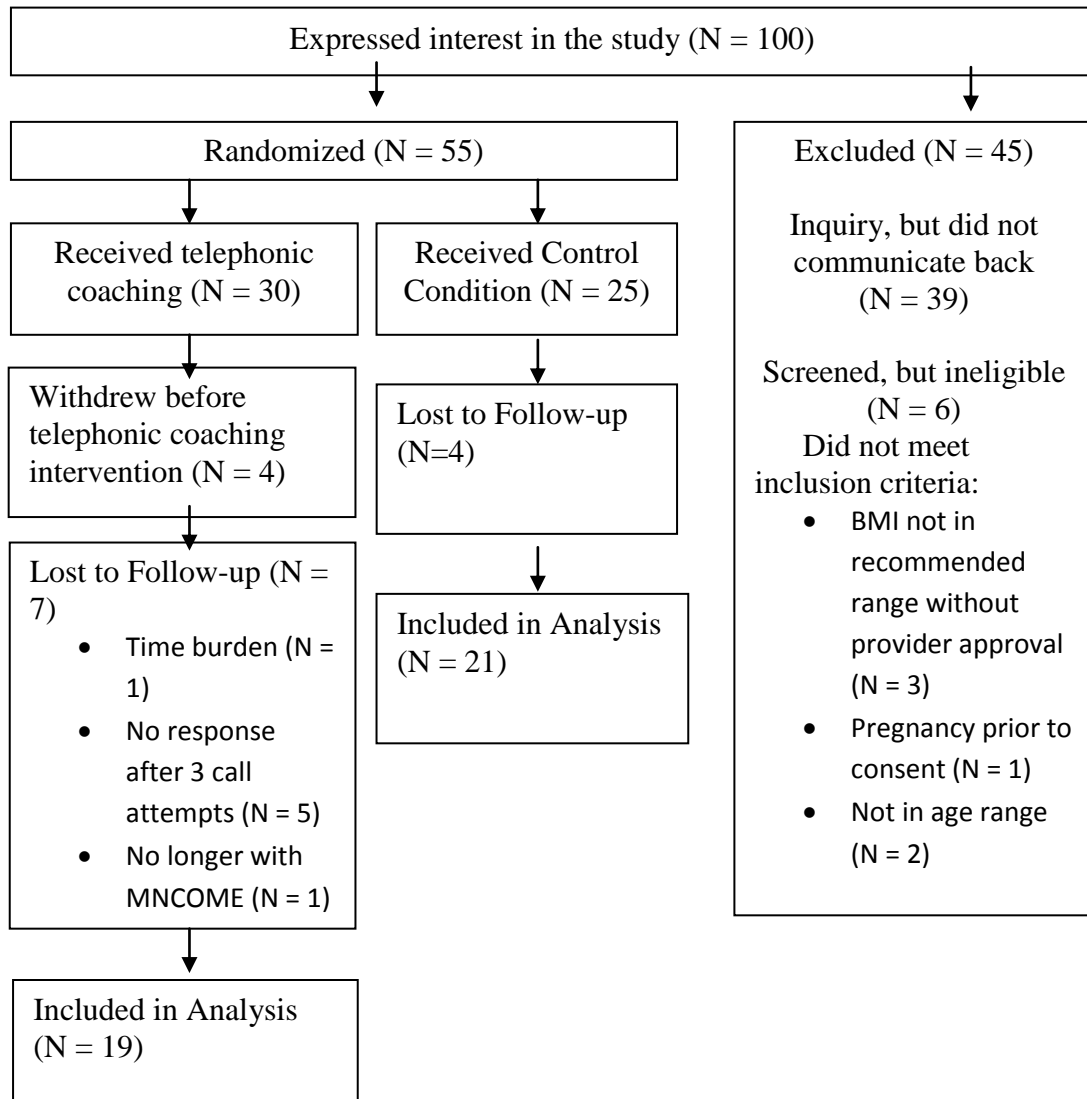 Expressed interest in the study (N = 100)
Randomized (N = 55)
Received telephonic
coaching (N = 30)
Withdrew before
telephonic coaching
intervention (N = 4)
Lost to Follow-up (N =
7)
• Time burden (N =
1)
• No response
after 3 call
attempts (N = 5)
• No longer with
MNCOME (N = 1)
Included in Analysis
(N = 19)
Received Control
Condition (N = 25)
Lost to Follow-up
(N=4)
Included in Analysis
(N = 21)
Excluded (N = 45)
Inquiry, but did not
communicate back
(N = 39)
Screened, but ineligible
(N = 6)
Did not meet
inclusion criteria:
• BMI not in
recommended
range without
provider approval
(N = 3)
• Pregnancy prior to
consent (N = 1)
• Not in age range
(N = 2)